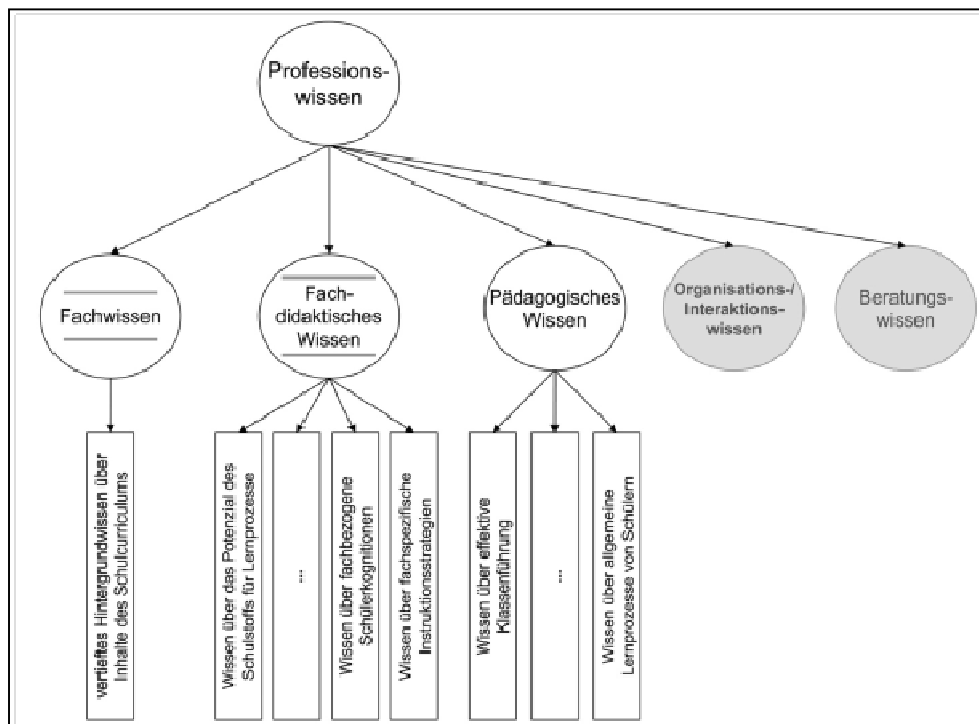 Professions-
wissen
Fachwissen
Fach-
didaktisches
Wissen
Pädagogisches
Wissen
Organisations-/
Interaktions-
wissen
Beratungs-
wissen
vertieftes Hintergrundwissen über
Inhalte des Schulcurriculums
Wissen über das Potenzial des
Schulstoffs für Lernprozesse
...
Wissen über fachbezogene
Schülerkognitionen
Wissen über fachspezifische
Instruktionsstrategien
Wissen über effektive
Klassenführung
...
Wissen über allgemeine
Lernprozesse von Schülern